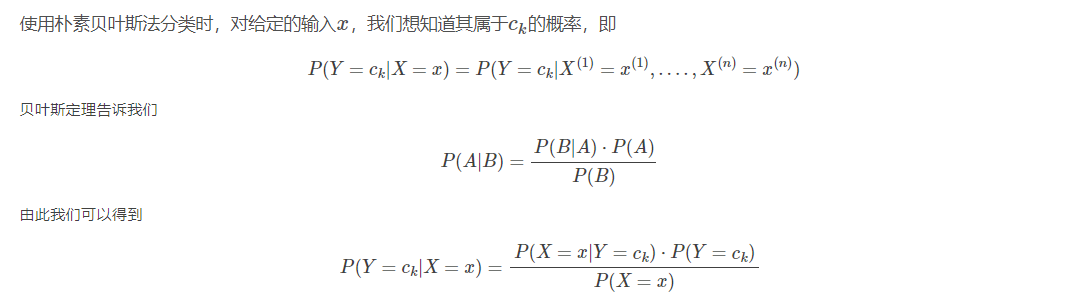 使用朴素贝叶斯法分类时，对给定的输入$x$，我们想知道其属于$c_k$的概率，即
$$P(Y = c_k|X = x) = P(Y = c_k|X^{(1)} = x^{(1)}, ...., X^{(n)} = x^{(n)})$$
贝叶斯定理告诉我们
$$P(A|B) = \frac{P(B|A) \cdot P(A)}{P(B)}$$
由此我们可以得到
$$P(Y = c_k|X = x) = \frac{P(X = x|Y = c_k) \cdot P(Y = c_k)}{P(X = x)}$$